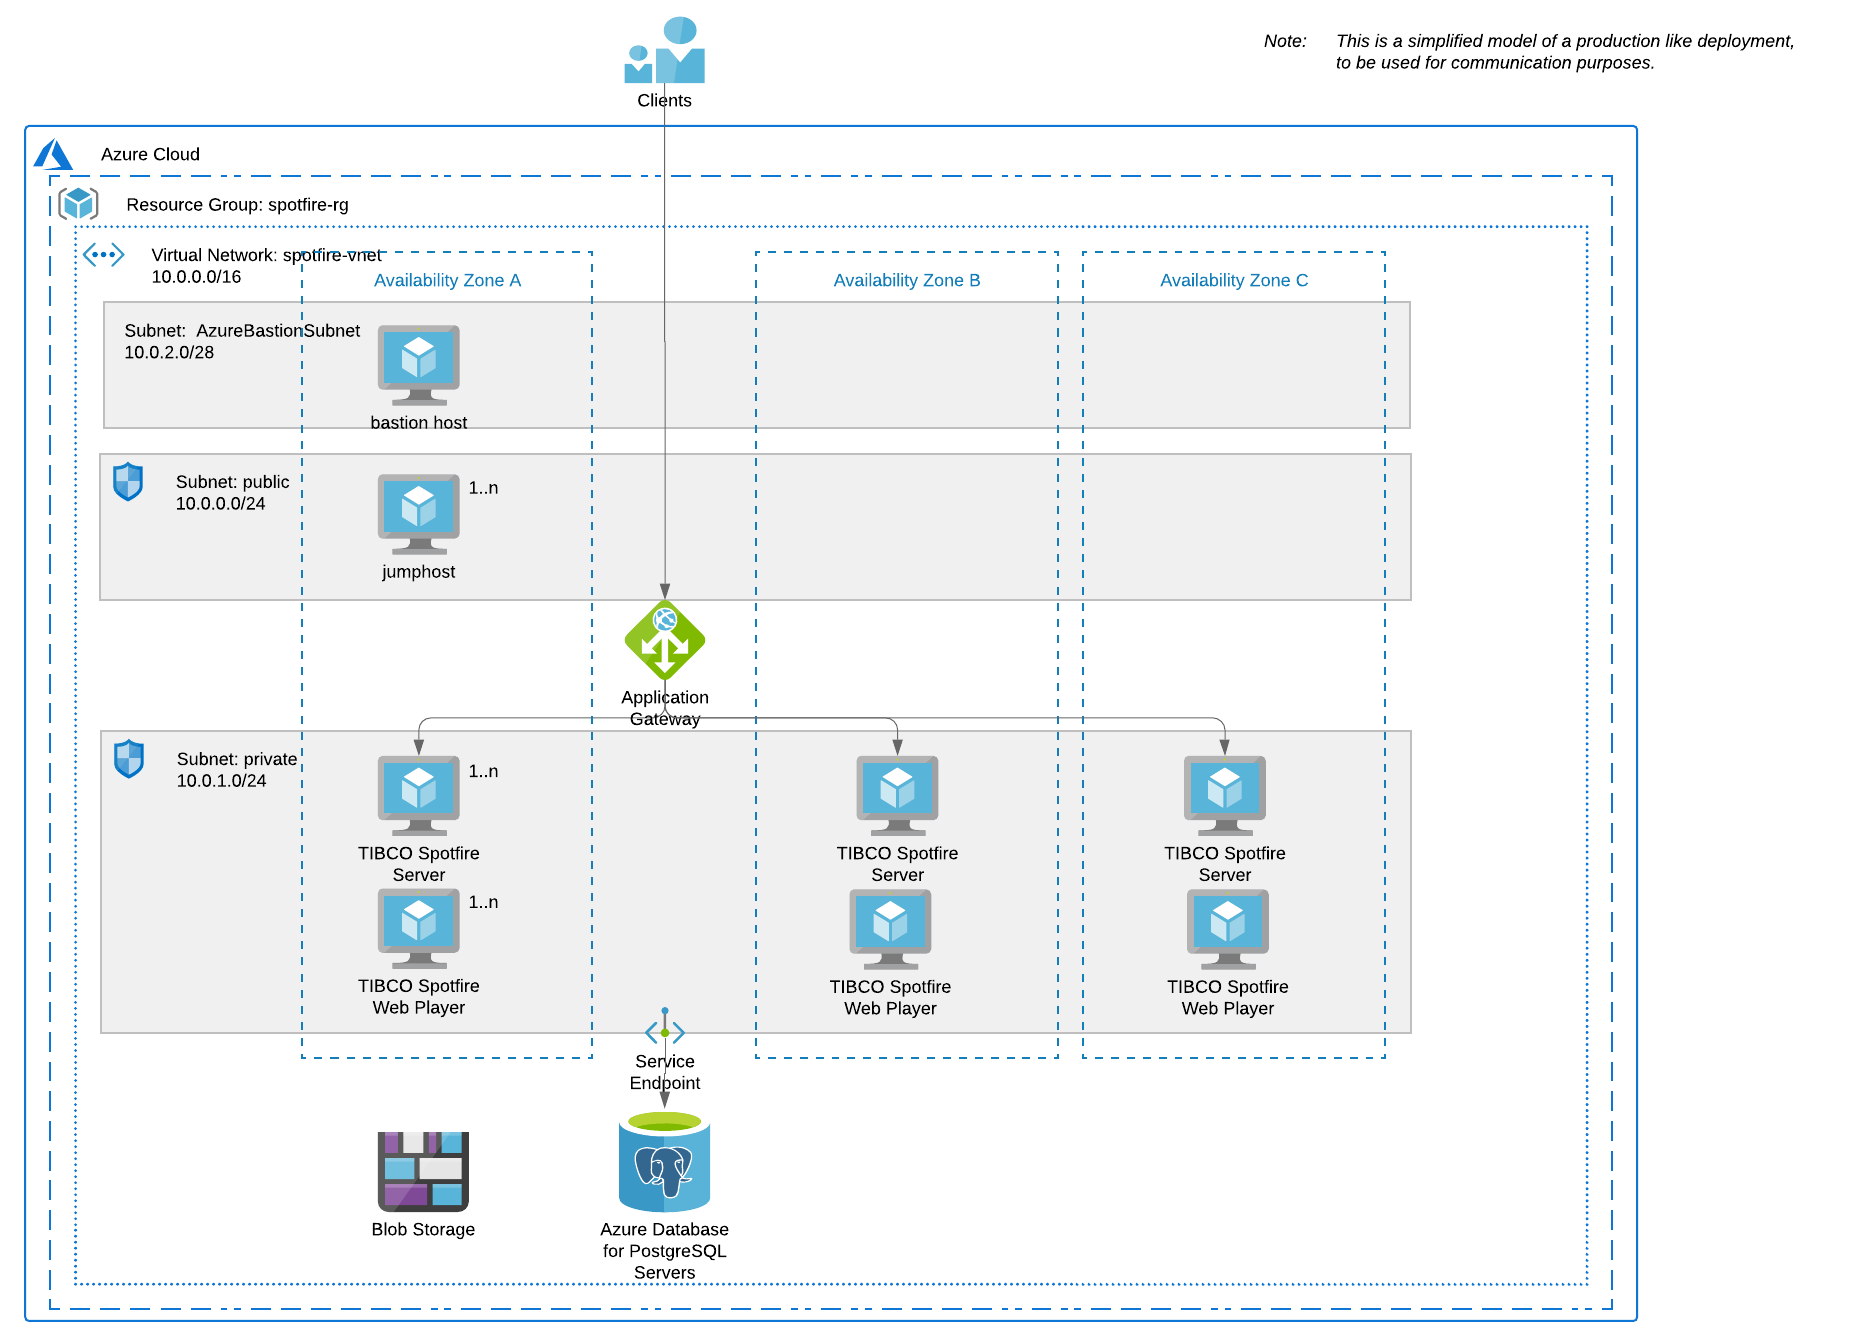 Note: This is a simplified model of a production like deployment,
to be used for communication purposes.
Clients
Azure Cloud
Resource Group: spotfire-rg
Virtual Network: spotfire-vnet
10.0.0.0/16
Availability Zone A
Availability Zone B
Availability Zone C
Subnet: AzureBastionSubnet
10.0.2.0/28
bastion host
Subnet: public
10.0.0.0/24
1..n
jumphost
Application
Gateway
Subnet: private
10.0.1.0/24
1..n
TIBCO Spotfire
Server
TIBCO Spotfire
Server
TIBCO Spotfire
Server
1..n
TIBCO Spotfire
Web Player
TIBCO Spotfire
Web Player
TIBCO Spotfire
Web Player
Service
Endpoint
Blob Storage
Azure Database
for PostgreSQL
Servers